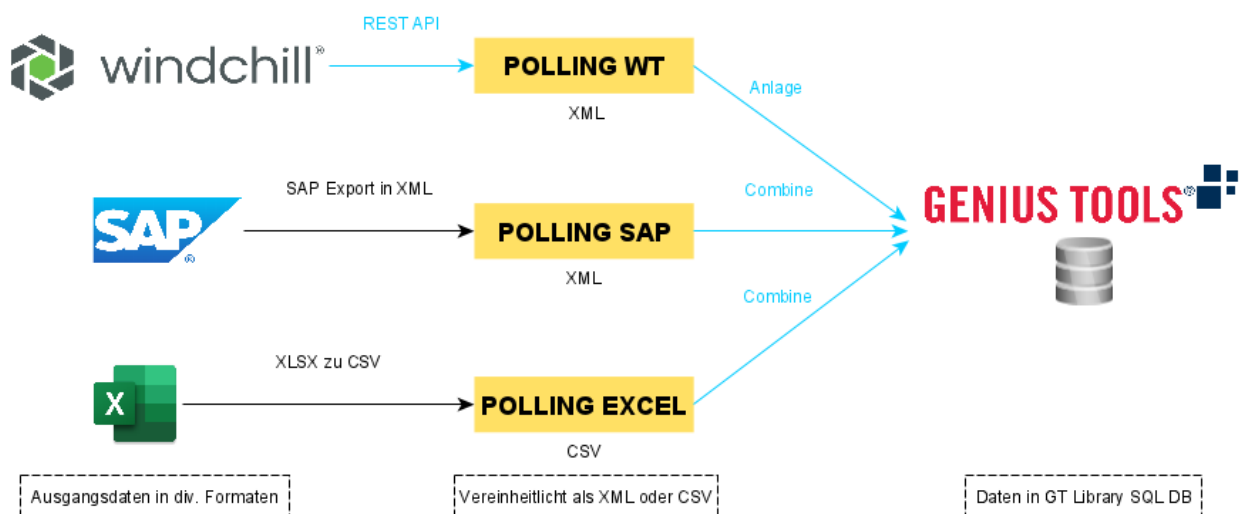 REST API
windchill®
POLLING WT
XML
Anlage
SAP Export in XML
SAP®
POLLING SAP
XML
Combine
GENIUS TOOLS®
Combine
XLSX zu CSV
X
POLLING EXCEL
CSV
Ausgangsdaten in div. Formaten
Vereinheitlicht als XML oder CSV
Daten in GT Library SQL DB